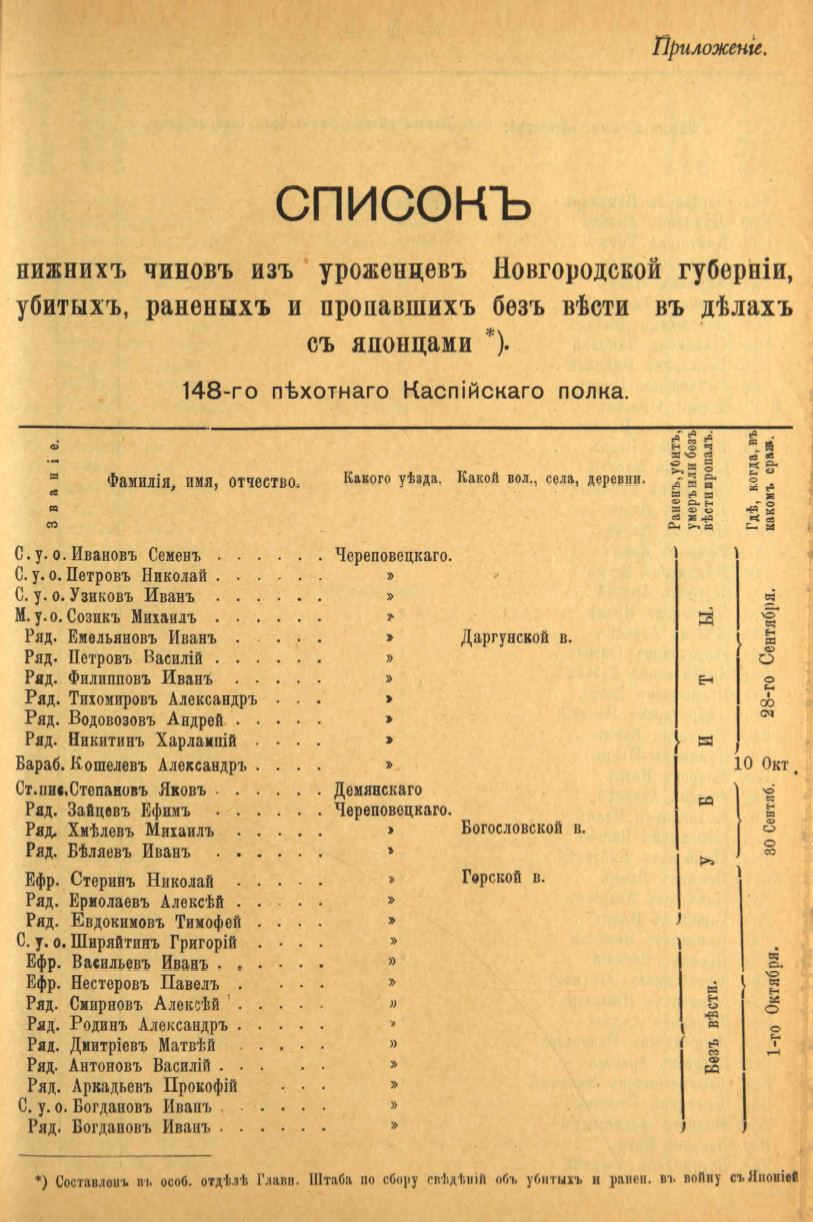 Приложеніе.
СПИСОКЪ
нижнихъ чиновъ изъ уроженцевъ Новгородской губерніи,
убитыхъ, раненыхъ и пропавшихъ безъ вѣсти въ дѣлахъ
съ японцами *).
148-го пѣхотнаго Каспійскаго полка.
Званіе. Фамилія, имя, отчество. Какого уѣзда. Какой вол., села, деревни. Раненъ, убитъ, умеръ или безъ вѣсти пропалъ. Гдѣ, когда, въ какомъ сраж.
С. у. о. Ивановъ Семенъ . . . . . . Череповецкаго.
С. у. о. Петровъ Николай . . . . . . »
С. у. о. Узиковъ Иванъ . . . . . . »
М. у. о. Созикъ Михаилъ . . . . . . »
Ряд. Емельяновъ Иванъ . . . . . » Даргунской в.
Ряд. Петровъ Василій . . . . . . »
Ряд. Филипповъ Иванъ . . . . . »
Ряд. Тихомировъ Александръ . . . »
Ряд. Водовозовъ Андрей . . . . . »
Ряд. Никитинъ Харлампій . . . . »
28-го Сентября.
Бараб. Кошелевъ Александръ . . . . » 10 Окт.
Ст. пис. Степановъ Яковъ . . . . . . Демянскаго
Ряд. Зайцевъ Ефимъ . . . . . . Череповецкаго.
Ряд. Хмѣлевъ Михаилъ . . . . . » Богословской в.
Ряд. Бѣляевъ Иванъ . . . . . . »
30 Сентяб.
Ефр. Стеринъ Николай . . . . . » Горской в.
Ряд. Ермолаевъ Алексѣй . . . . . »
Ряд. Евдокимовъ Тимофей . . . . »
УБИТЫ.
С. у. о. Ширяйтинъ Григорій . . . . »
Ефр. Васильевъ Иванъ . . . . . . »
Ефр. Нестеровъ Павелъ . . . . »
Ряд. Смирновъ Алексѣй . . . . . »
Ряд. Родинъ Александръ . . . . . »
Ряд. Дмитріевъ Матвѣй . . . . . »
Ряд. Антоновъ Василій . . . . . »
Ряд. Аркадьевъ Прокофій . . . »
С. у. о. Богдановъ Иванъ . . . . . . »
Ряд. Богдановъ Иванъ . . . . . . »
Безъ вѣсти.
1-го Октября.
*) Составленъ въ особ. отдѣлѣ Главн. Штаба по сбору свѣдѣній объ убитыхъ и ранен. въ войну съ Японіей